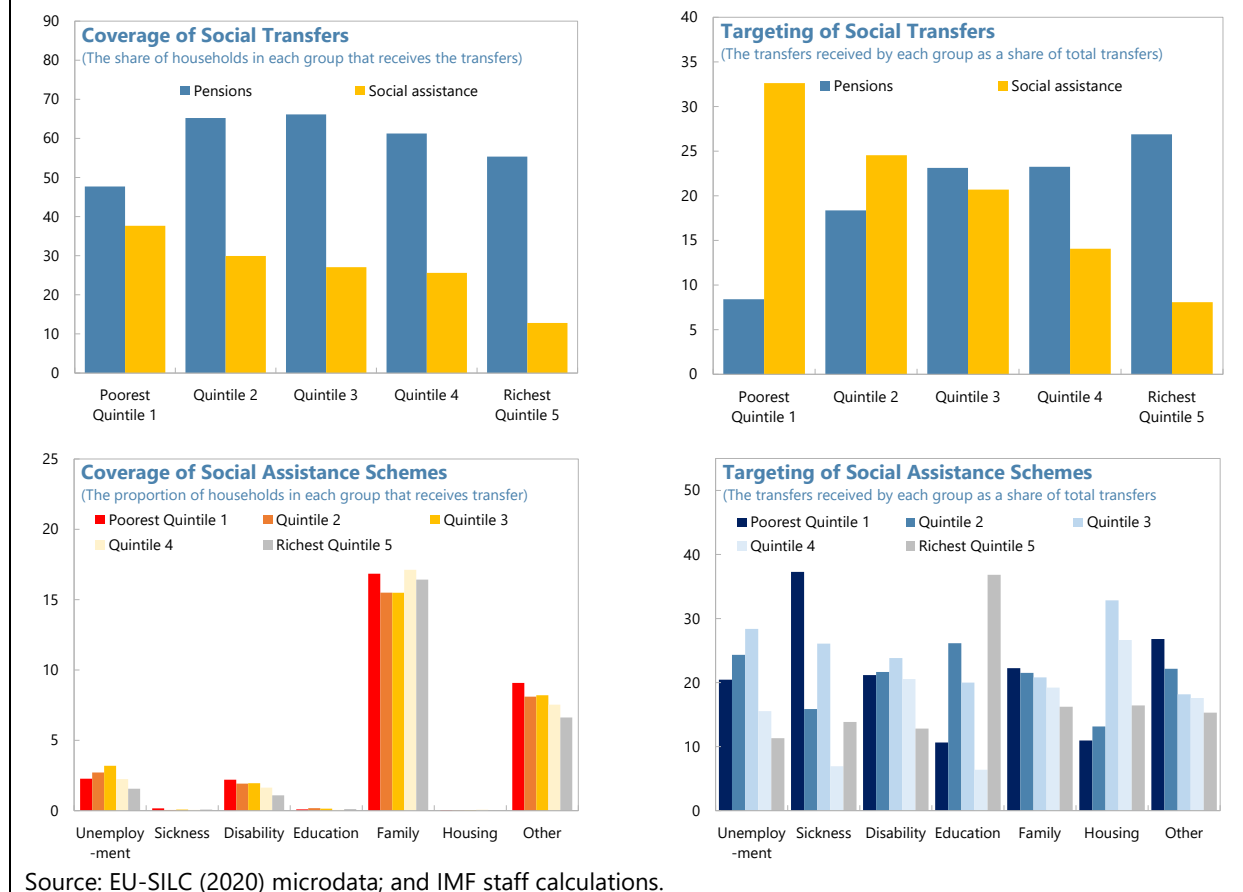 Coverage of Social Transfers
(The share of households in each group that receives the transfers)
Pensions Social assistance
90
80
70
60
50
40
30
20
10
0
Poorest Quintile 1 Quintile 2 Quintile 3 Quintile 4 Richest Quintile 5
Targeting of Social Transfers
(The transfers received by each group as a share of total transfers)
Pensions Social assistance
40
35
30
25
20
15
10
5
0
Poorest Quintile 1 Quintile 2 Quintile 3 Quintile 4 Richest Quintile 5
Coverage of Social Assistance Schemes
(The proportion of households in each group that receives transfer)
Poorest Quintile 1 Quintile 2 Quintile 3
Quintile 4 Richest Quintile 5
25
20
15
10
5
0
Unemploy-ment Sickness Disability Education Family Housing Other
Targeting of Social Assistance Schemes
(The transfers received by each group as a share of total transfers
Poorest Quintile 1 Quintile 2 Quintile 3
Quintile 4 Richest Quintile 5
50
40
30
20
10
0
Unemploy-ment Sickness Disability Education Family Housing Other
Source: EU-SILC (2020) microdata; and IMF staff calculations.